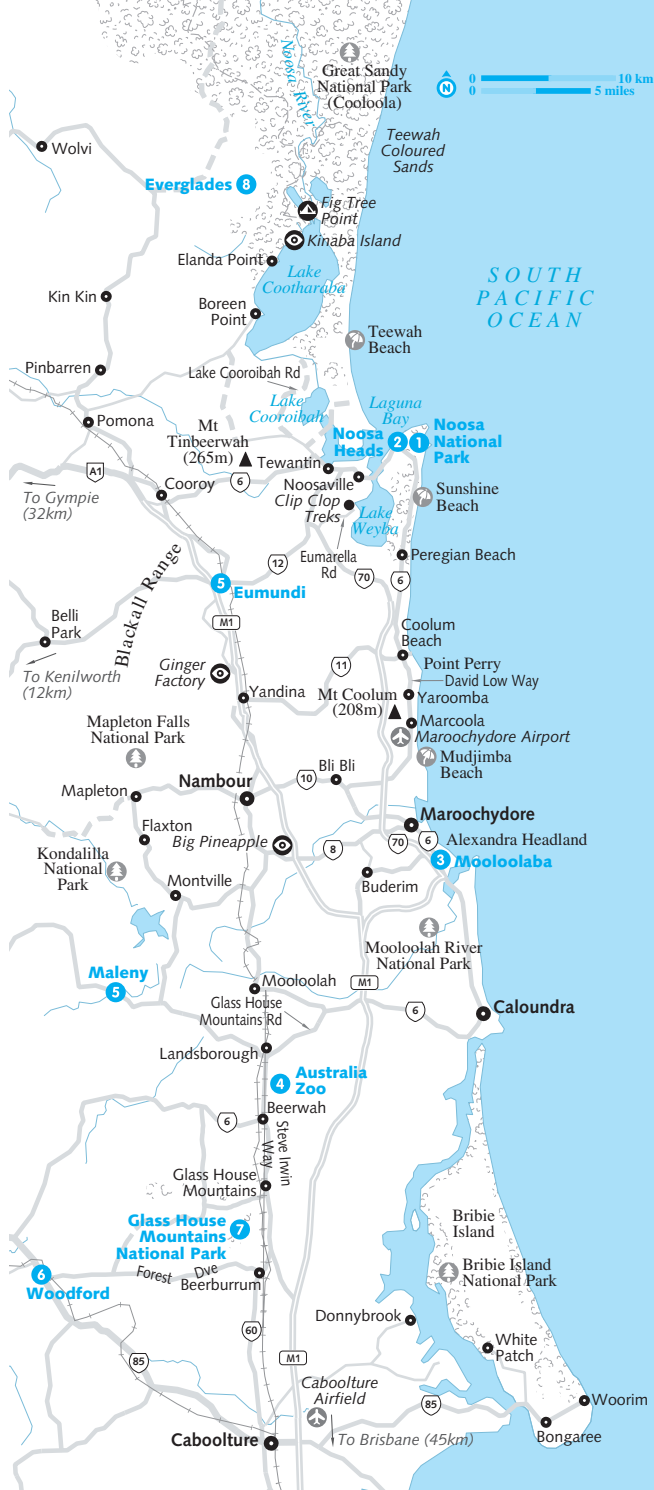 Noosa River
Great Sandy
National Park
(Cooloola)
N
0 10 km
0 5 miles
Teewah
Coloured
Sands
Wolvi
Everglades 8
Fig Tree
Point
Kinaba Island
Elanda Point
Lake
Cootharaba
SOUTH
PACIFIC
OCEAN
Kin Kin
Boreen
Point
Teewah
Beach
Pinbarren
Lake Cooroibah Rd
Lake
Cooroibah
Laguna
Bay
Pomona
Mt
Tinbeerwah
(265m)
Noosa
Heads
2
1
Noosa
National
Park
A1
Tewantin
6
To Gympie
(32km)
Cooroy
Noosaville
Clip Clop
Treks
Sunshine
Beach
Lake
Weyba
Eumarella
Rd
Peregian Beach
12
70
6
Blackall Range
5 Eumundi
M1
Belli
Park
Coolum
Beach
To Kenilworth
(12km)
Ginger
Factory
11
Point Perry
David Low Way
Yandina
Mt Coolum
(208m)
Yaroomba
Marcoola
Mapleton Falls
National Park
Maroochydore Airport
Bli Bli
Mudjimba
Beach
Nambour
10
Mapleton
Maroochydore
Flaxton
Big Pineapple
8
70
6
Alexandra Headland
3 Mooloolaba
Kondalilla
National
Park
Buderim
Montville
Mooloolah River
National Park
Maleny
5
Mooloolah
M1
Glass House
Mountains Rd
6
Caloundra
Landsborough
4
Australia
Zoo
Beerwah
6
Steve Irwin
Way
Glass House
Mountains
Glass House
Mountains
National Park
7
Bribie
Island
Bribie Island
National Park
6
Woodford
Forest Dve
Beerburrum
Donnybrook
60
White
Patch
85
M1
Caboolture
Airfield
85
Woorim
Caboolture
To Brisbane (45km)
Bongaree